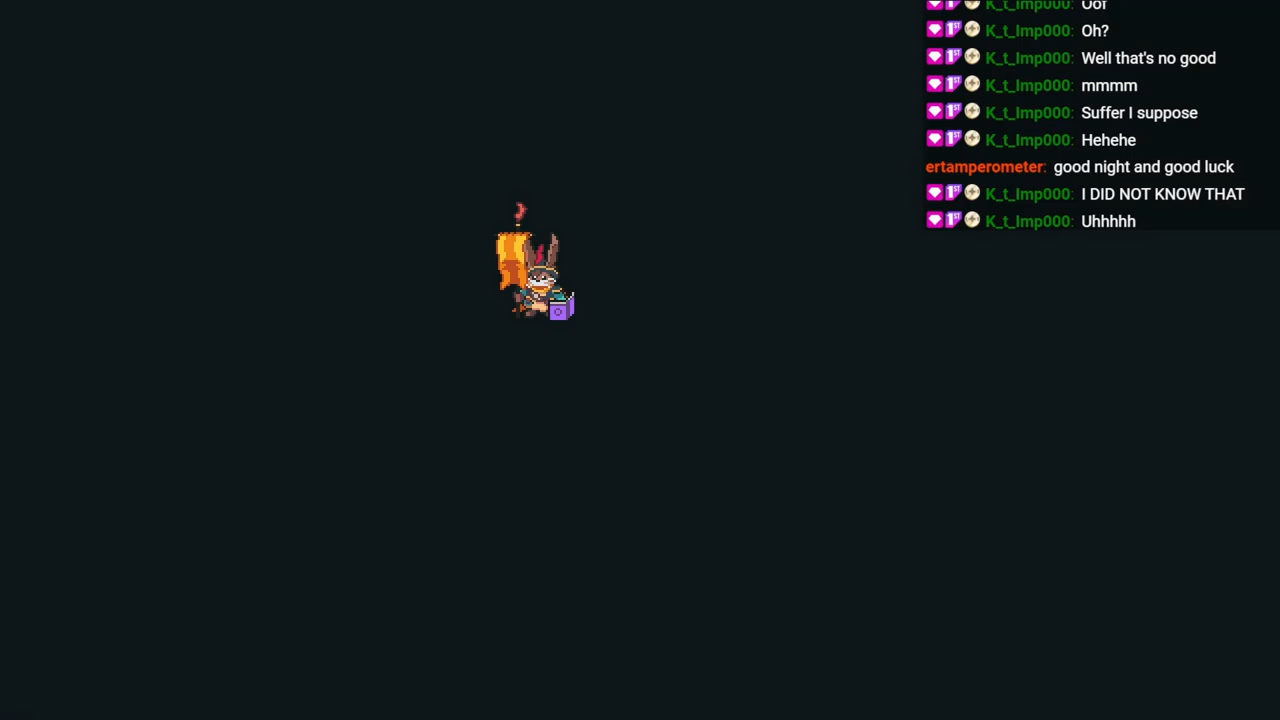 K_t_Imp000: Oof
K_t_Imp000: Oh?
K_t_Imp000: Well that's no good
K_t_Imp000: mmmm
K_t_Imp000: Suffer I suppose
K_t_Imp000: Hehehe
ertamperometer: good night and good luck
K_t_Imp000: I DID NOT KNOW THAT
K_t_Imp000: Uhhhhh